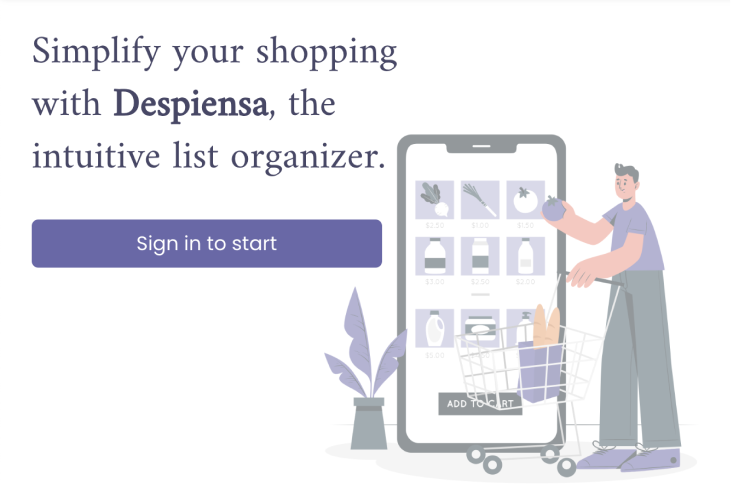 Simplify your shopping
with Despiensa, the
intuitive list organizer.
Sign in to start
$2.50 $1.00 $1.50
$3.00 $2.50 $2.00
$5.00
ADD TO CART